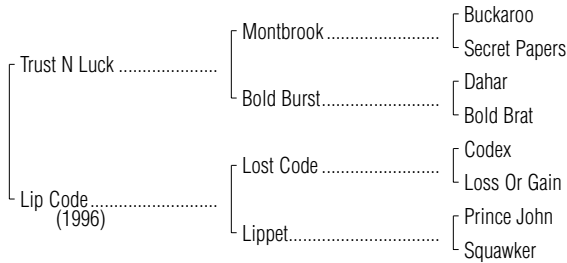 Buckaroo
Montbrook
Secret Papers
Trust N Luck
Dahar
Bold Burst
Bold Brat
Codex
Lost Code
Loss Or Gain
Lip Code
(1996)
Prince John
Lippet
Squawker